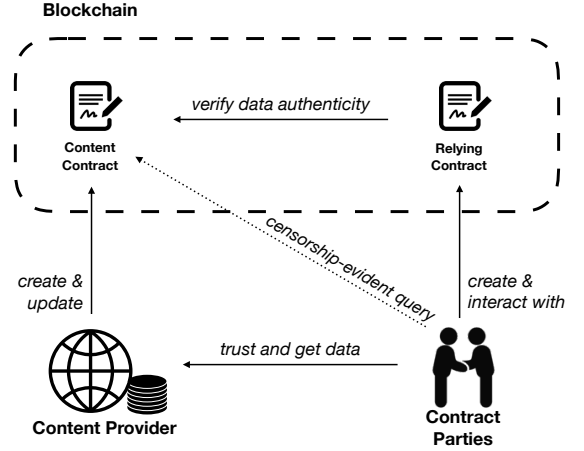 Blockchain
verify data authenticity
Content
Contract
Relying
Contract
censorship-evident query
create &
update
create &
interact with
trust and get data
Content Provider
Contract
Parties